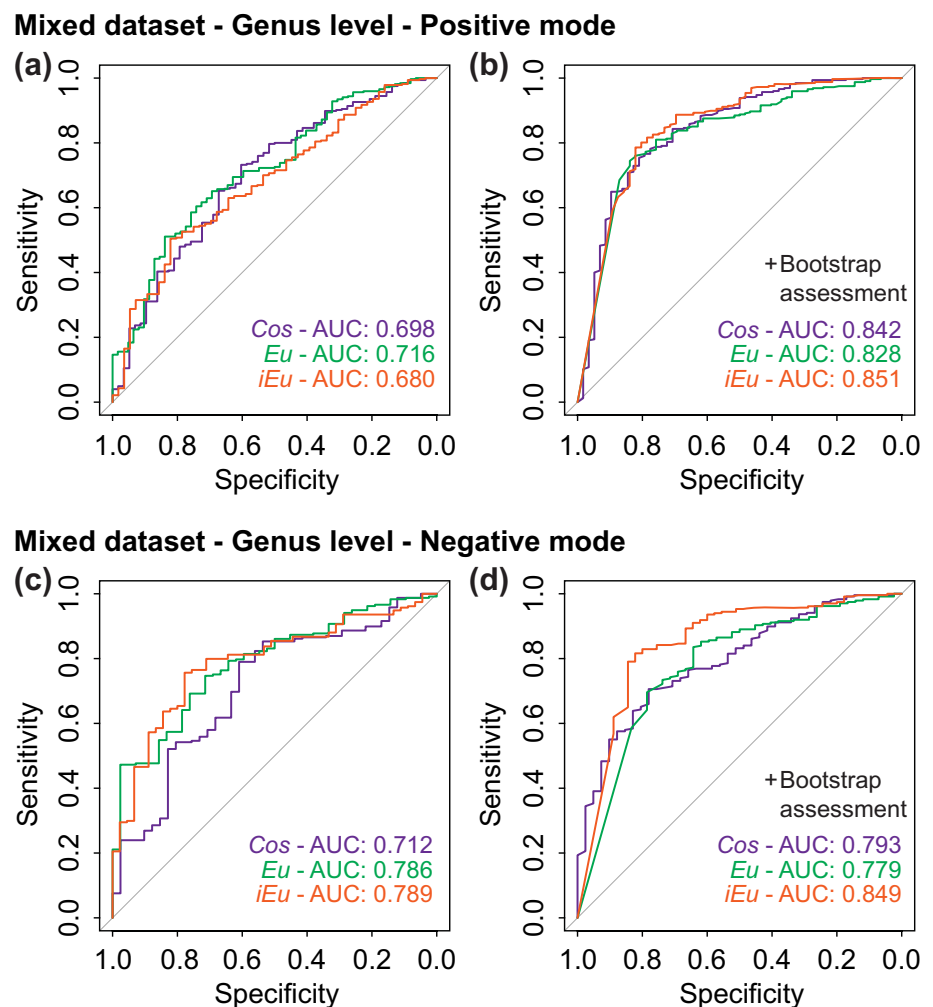 Mixed dataset - Genus level - Positive mode
(a)
1.0
0.8
0.6
0.4
0.2
0.0
Sensitivity
Cos - AUC: 0.698
Eu - AUC: 0.716
iEu - AUC: 0.680
1.0 0.8 0.6 0.4 0.2 0.0
Specificity
(b)
1.0
0.8
0.6
0.4
0.2
0.0
Sensitivity
+Bootstrap
assessment
Cos - AUC: 0.842
Eu - AUC: 0.828
iEu - AUC: 0.851
1.0 0.8 0.6 0.4 0.2 0.0
Specificity
Mixed dataset - Genus level - Negative mode
(c)
1.0
0.8
0.6
0.4
0.2
0.0
Sensitivity
Cos - AUC: 0.712
Eu - AUC: 0.786
iEu - AUC: 0.789
1.0 0.8 0.6 0.4 0.2 0.0
Specificity
(d)
1.0
0.8
0.6
0.4
0.2
0.0
Sensitivity
+Bootstrap
assessment
Cos - AUC: 0.793
Eu - AUC: 0.779
iEu - AUC: 0.849
1.0 0.8 0.6 0.4 0.2 0.0
Specificity